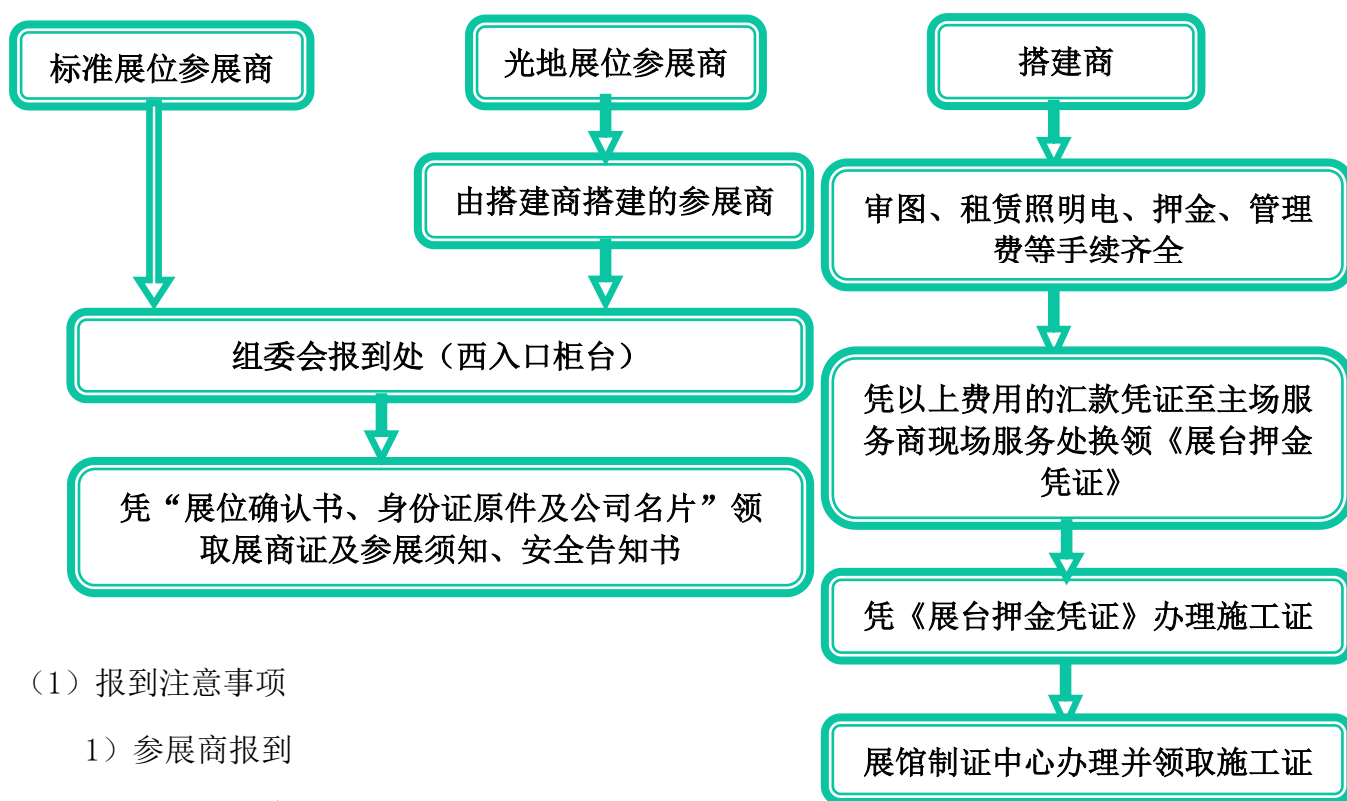 标准展位参展商
光地展位参展商
搭建商
由搭建商搭建的参展商
审图、租赁照明电、押金、管理
费等手续齐全
组委会报到处（西入口柜台）
凭以上费用的汇款凭证至主场服
务商现场服务处换领《展台押金
凭证》
凭“展位确认书、身份证原件及公司名片”领
取展商证及参展须知、安全告知书
凭《展台押金凭证》办理施工证
（1）报到注意事项
1）参展商报到
展馆制证中心办理并领取施工证